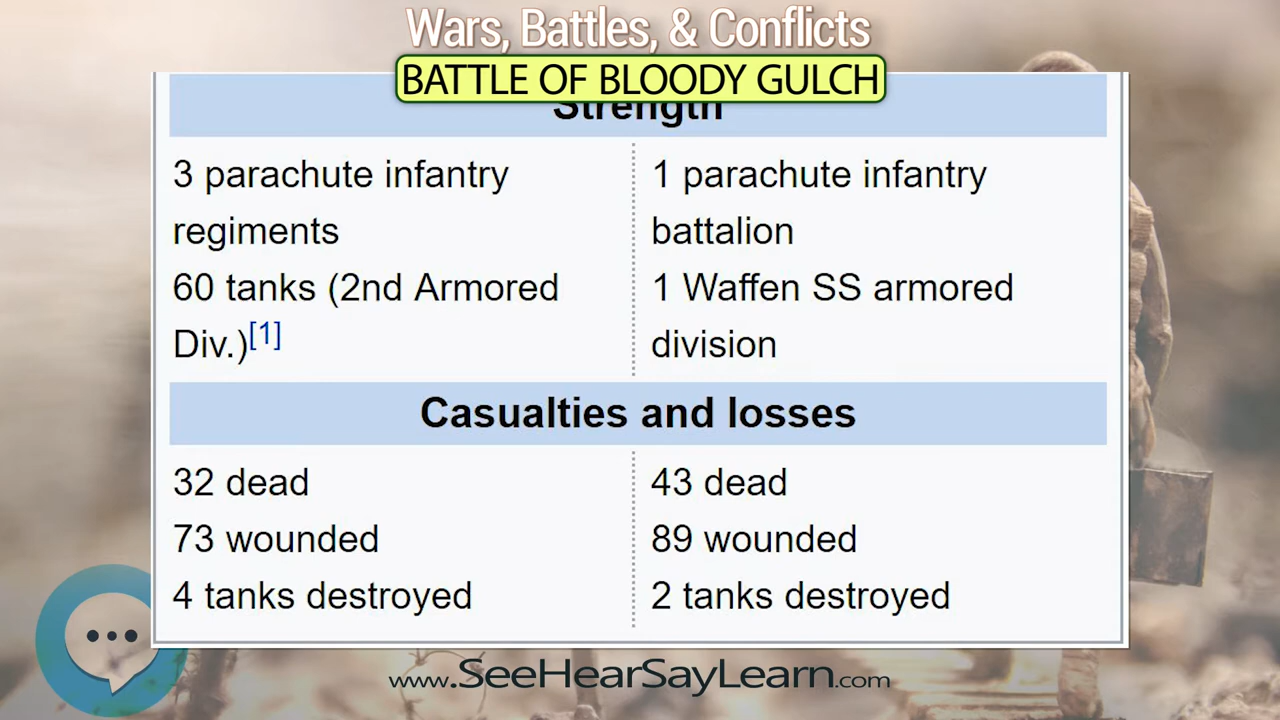 Wars, Battles, & Conflicts
BATTLE OF BLOODY GULCH
Strength
3 parachute infantry
regiments
60 tanks (2nd Armored
Div.)[1]
1 parachute infantry
battalion
1 Waffen SS armored
division
Casualties and losses
32 dead
73 wounded
4 tanks destroyed
43 dead
89 wounded
2 tanks destroyed
www.SeeHearSayLearn.com